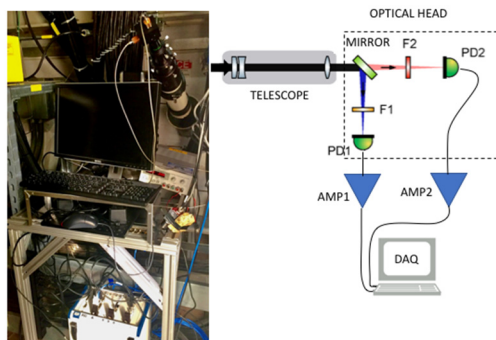 OPTICAL HEAD
MIRROR
F2
PD2
TELESCOPE
F1
PD1
AMP1
AMP2
DAQ